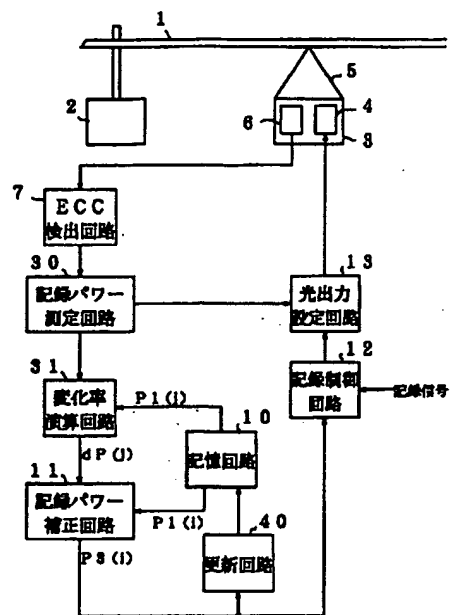 1
5
2
6
4
3
7
ECC
検出回路
30
記録パワー
測定回路
13
光出力
設定回路
31
変化率
演算回路
P1(i)
10
記憶回路
12
記録制御
回路
記録信号
dP(j)
11
記録パワー
補正回路
P1(i)
40
更新回路
P3(i)